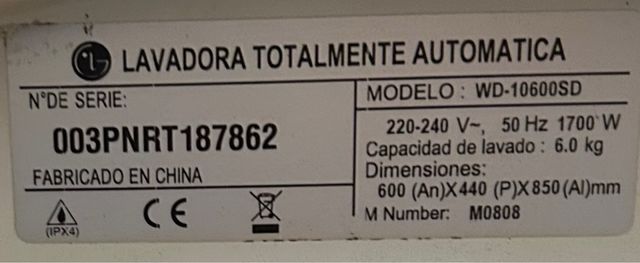 LG LAVADORA TOTALMENTE AUTOMATICA
N°DE SERIE:
003PNRT187862
FABRICADO EN CHINA
(IPX4)
CE
MODELO : WD-10600SD
220-240 V~, 50 Hz 1700 W
Capacidad de lavado : 6.0 kg
Dimensiones:
600 (An)X440 (P)X850(Al)mm
M Number: M0808